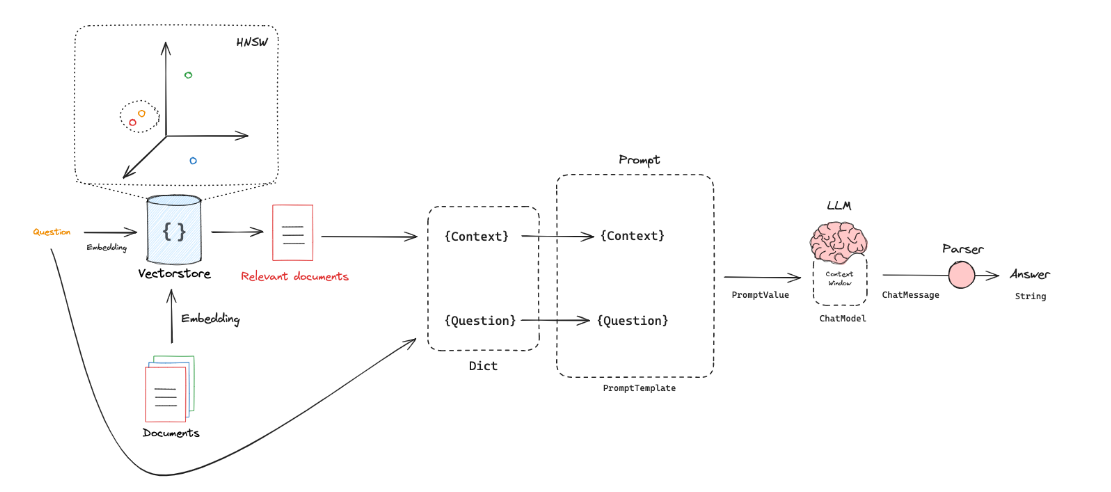 HNSW
Question
Embedding
{}
Vectorstore
Relevant documents
Embedding
Documents
{Context}
{Question}
Dict
Prompt
{Context}
{Question}
PromptTemplate
PromptValue
LLM
Context
Window
ChatModel
ChatMessage
Parser
Answer
String